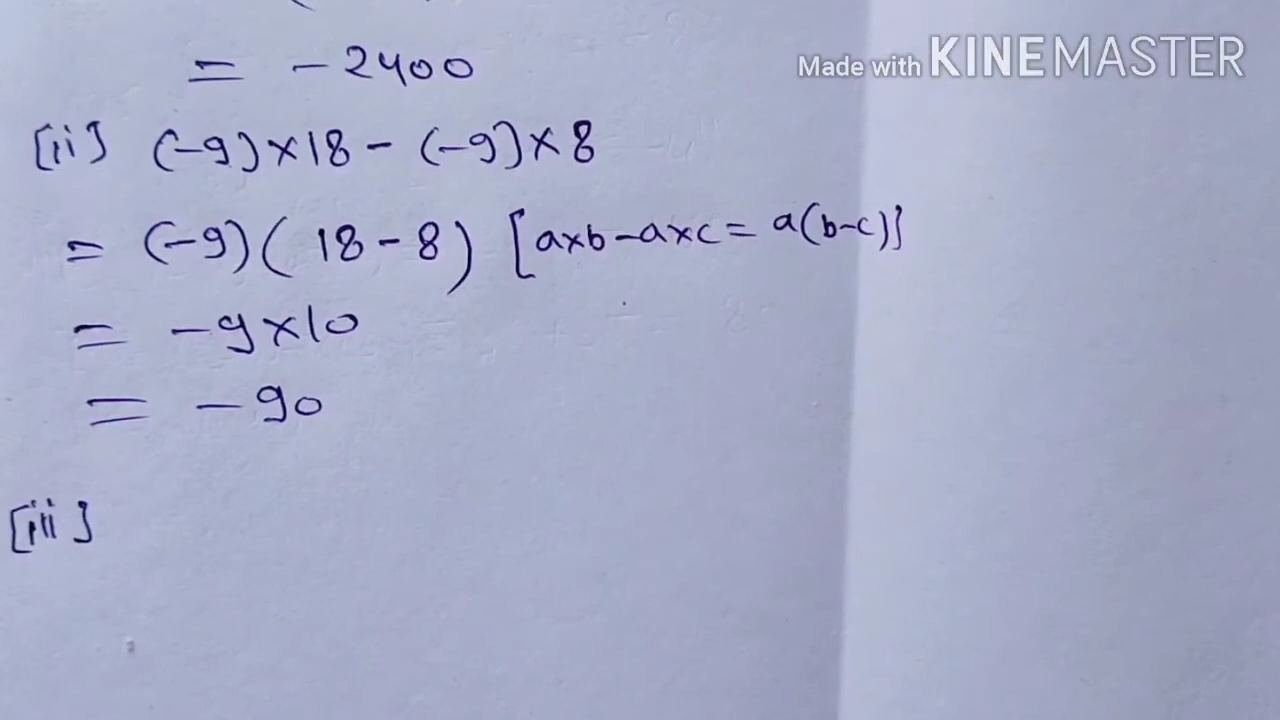 = -2400
Made with KINEMASTER
[ii] (-9)×18 - (-9)×8
= (-9)(18-8) [a×b-a×c = a(b-c)]
= -9×10
= -90
[iii]